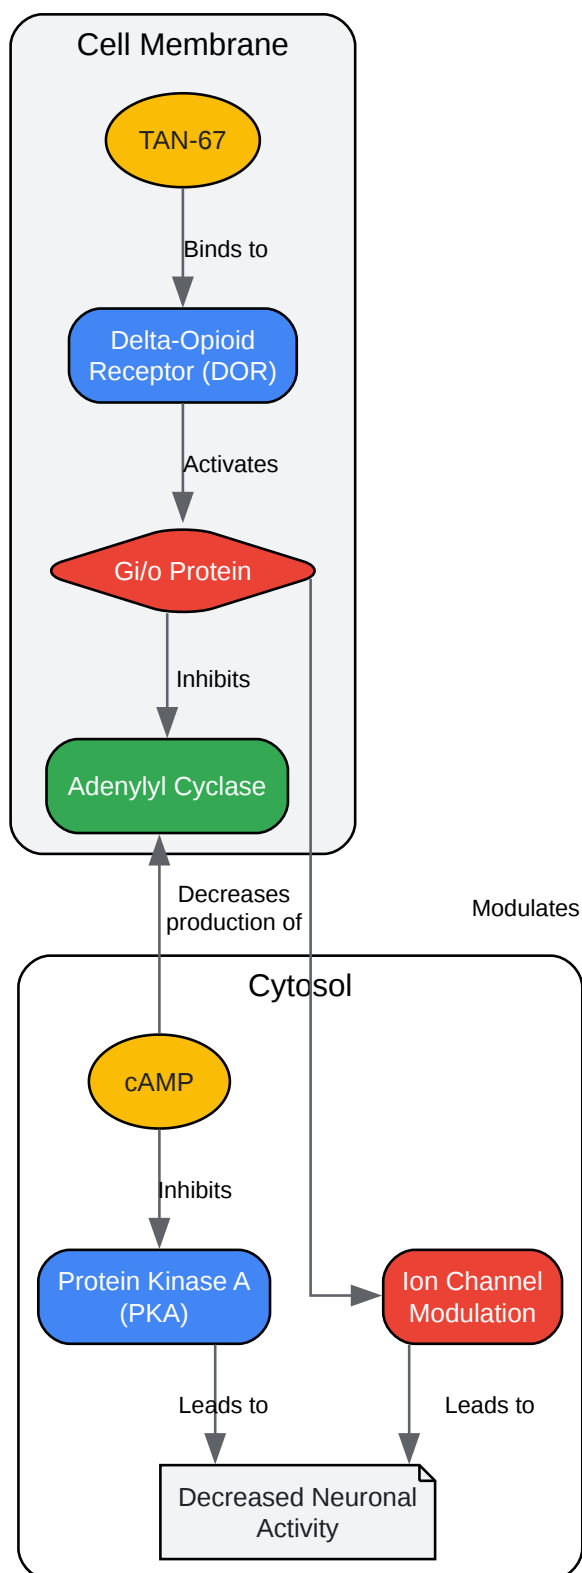 Cell Membrane
TAN-67
Binds to
Delta-Opioid
Receptor (DOR)
Activates
Gi/o Protein
Inhibits
Adenylyl Cyclase
Decreases
production of
Modulates
Cytosol
cAMP
Inhibits
Protein Kinase A
(PKA)
Ion Channel
Modulation
Leads to
Leads to
Decreased Neuronal
Activity